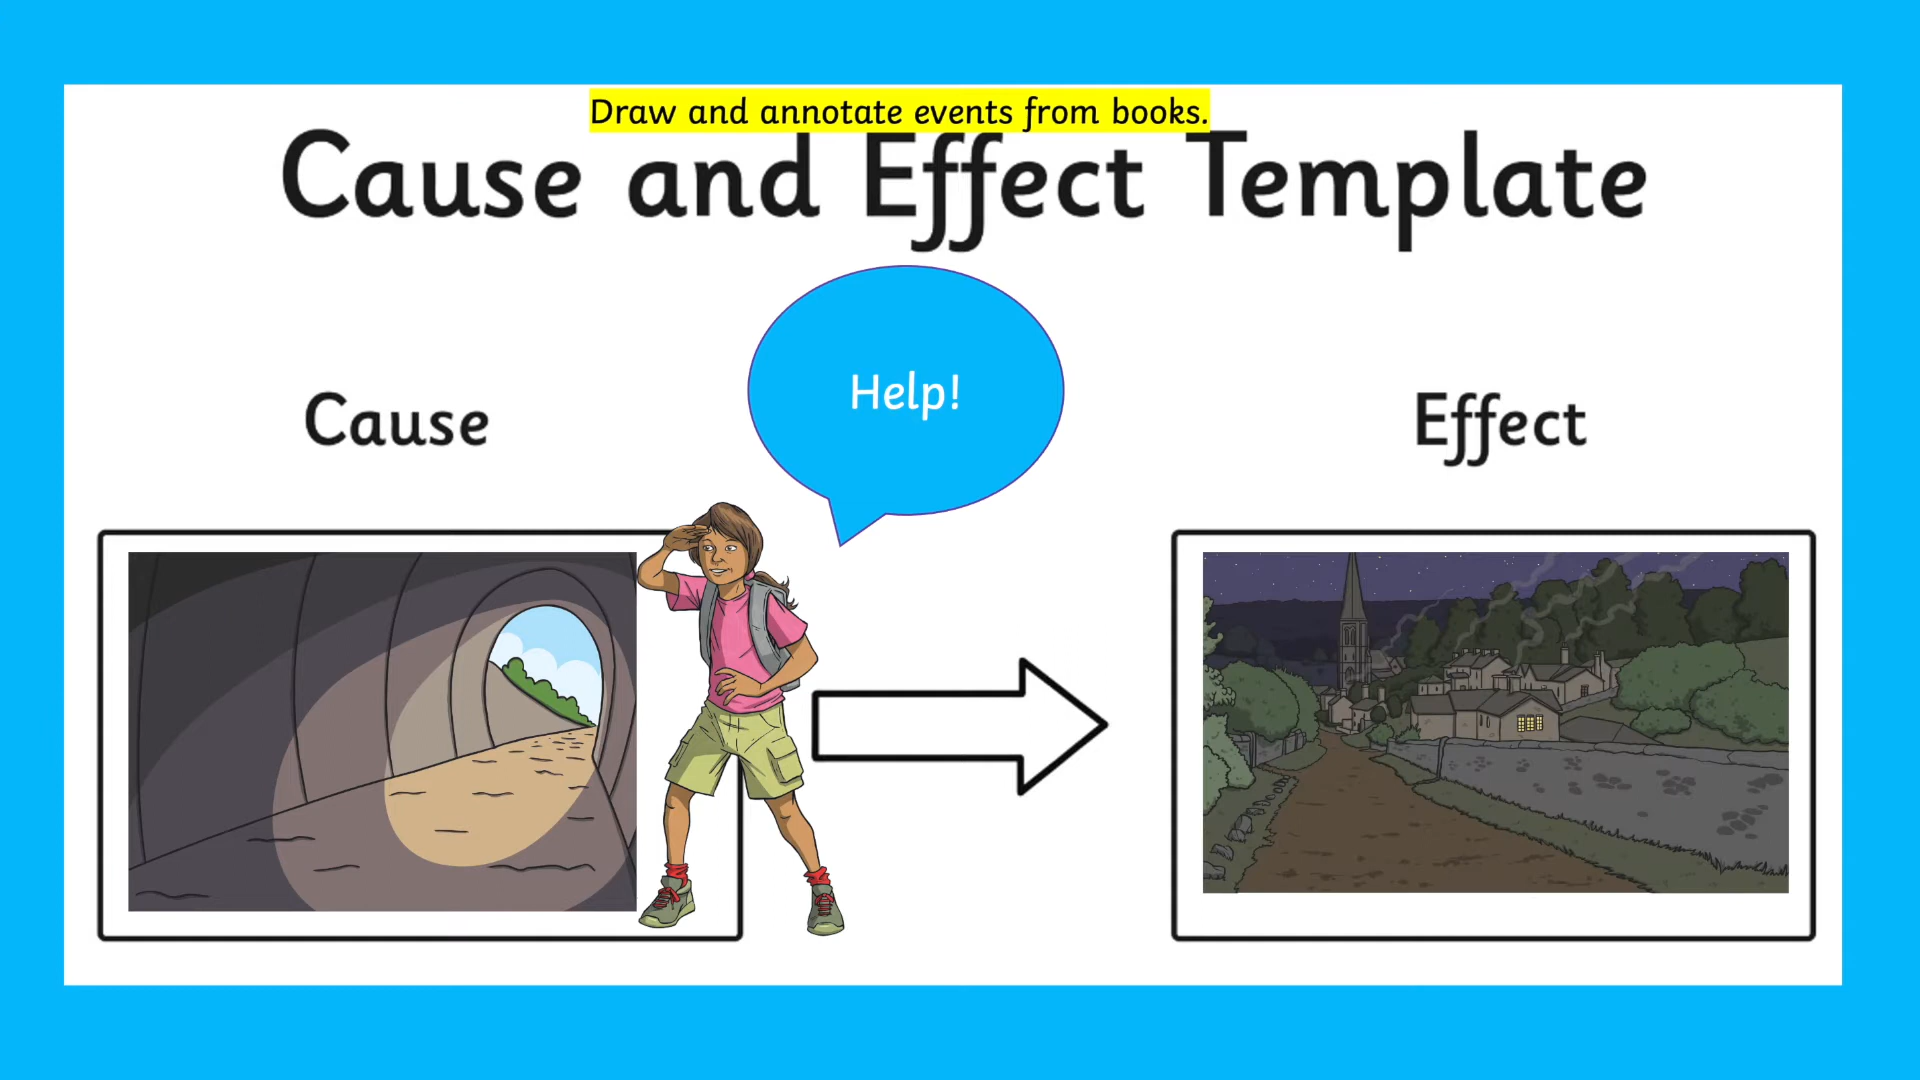 Draw and annotate events from books.
Cause and Effect Template
Help!
Cause
Effect